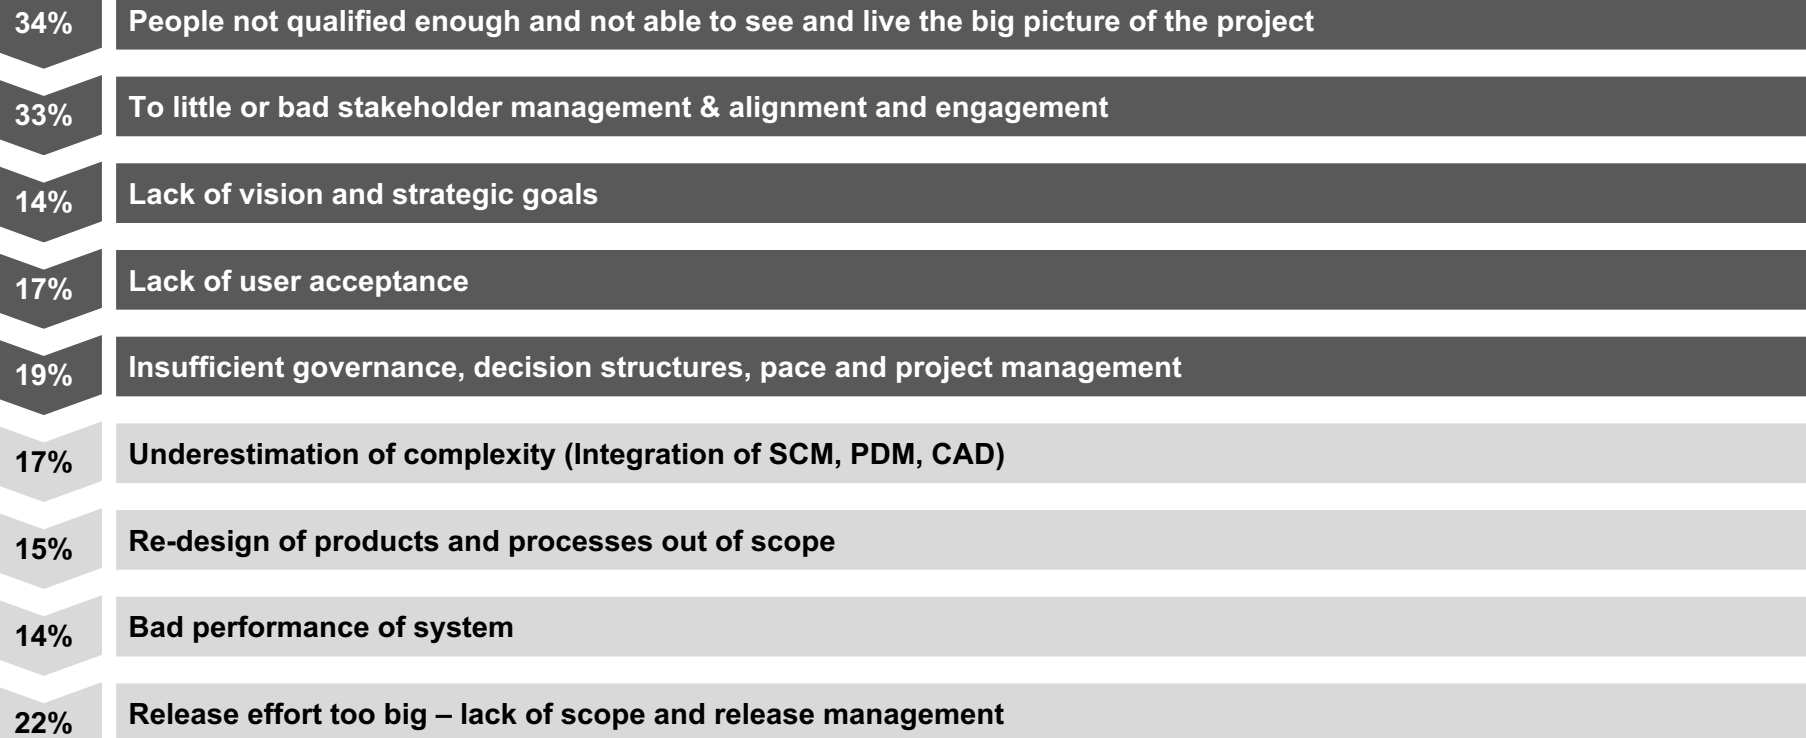 34% People not qualified enough and not able to see and live the big picture of the project
33% To little or bad stakeholder management & alignment and engagement
14% Lack of vision and strategic goals
17% Lack of user acceptance
19% Insufficient governance, decision structures, pace and project management
17% Underestimation of complexity (Integration of SCM, PDM, CAD)
15% Re-design of products and processes out of scope
14% Bad performance of system
22% Release effort too big – lack of scope and release management